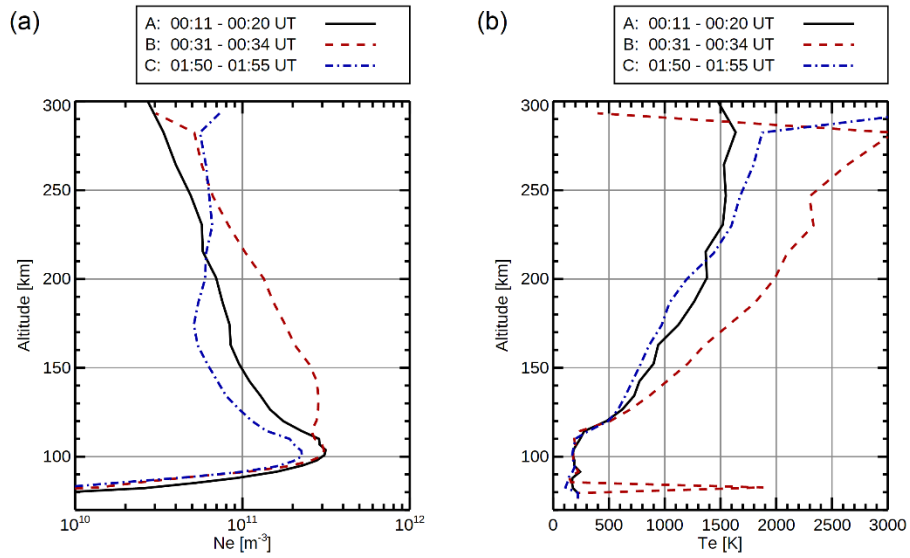 (a)
A: 00:11 - 00:20 UT
B: 00:31 - 00:34 UT
C: 01:50 - 01:55 UT
300
250
200
150
100
Altitude [km]
10^10
10^11
10^12
Ne [m^-3]
(b)
A: 00:11 - 00:20 UT
B: 00:31 - 00:34 UT
C: 01:50 - 01:55 UT
300
250
200
150
100
Altitude [km]
0 500 1000 1500 2000 2500 3000
Te [K]